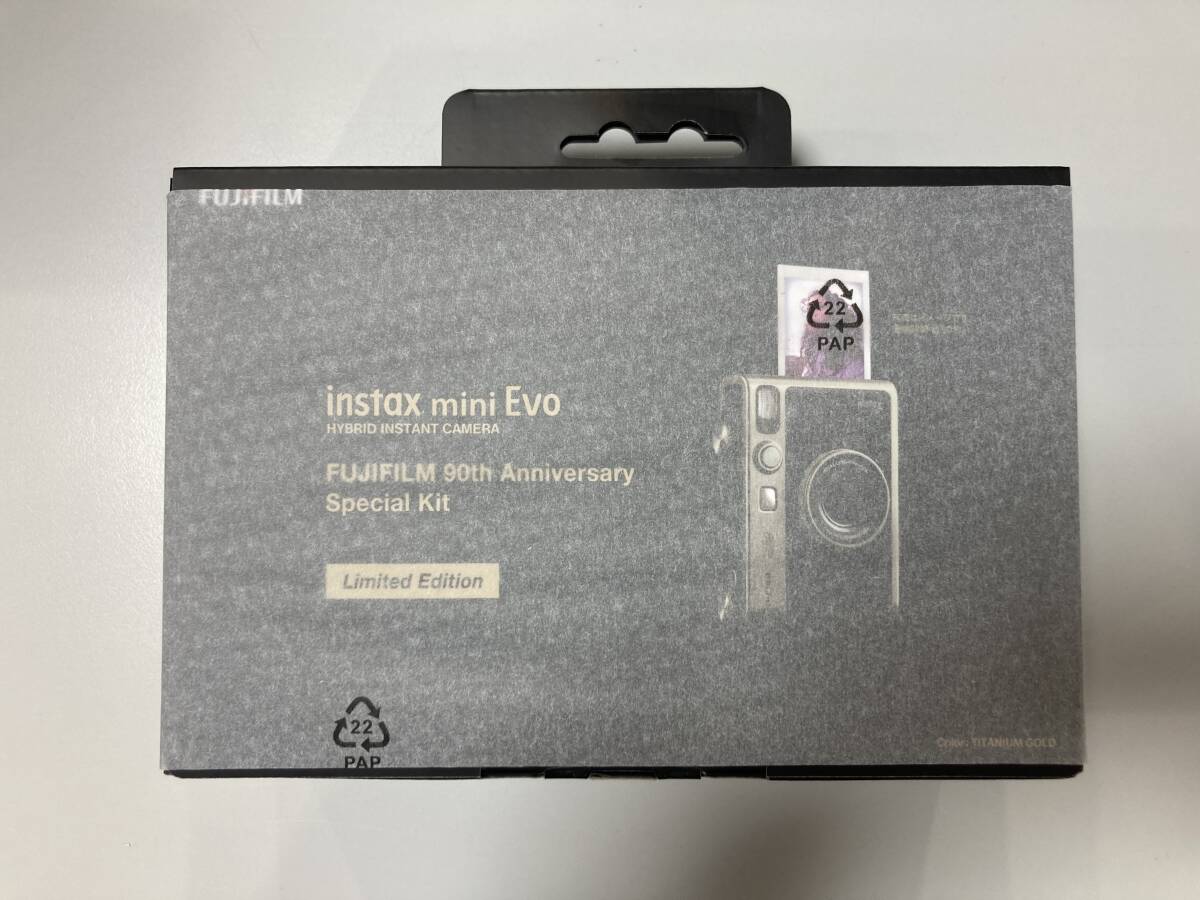 FUJIFILM
22
PAP
instax mini Evo
HYBRID INSTANT CAMERA
FUJIFILM 90th Anniversary
Special Kit
Limited Edition
22
PAP
Color: TITANIUM GOLD